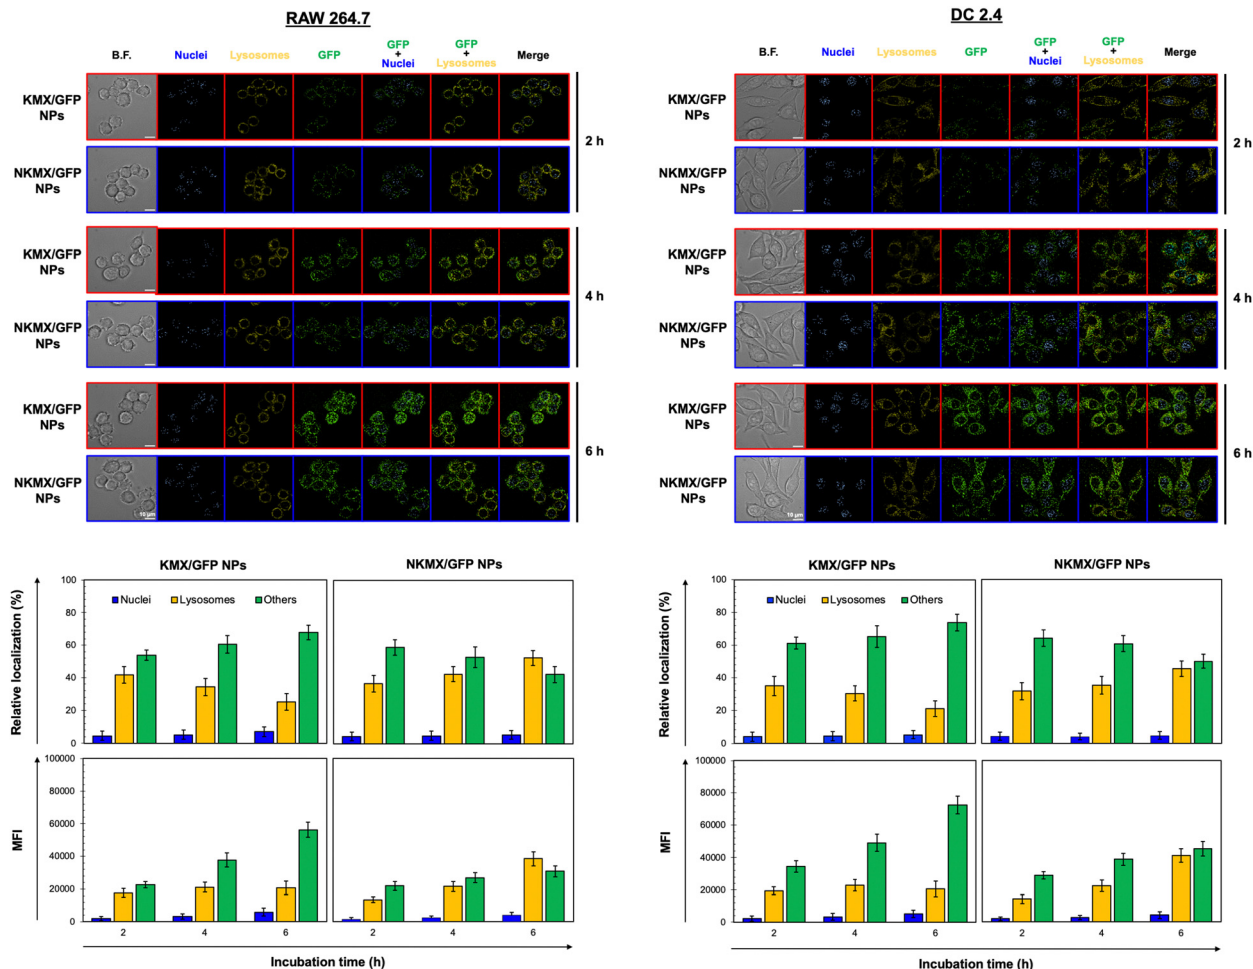 RAW 264.7
B.F. Nuclei Lysosomes GFP GFP + Nuclei GFP + Lysosomes Merge
KMX/GFP NPs
2 h
NKMX/GFP NPs
KMX/GFP NPs
4 h
NKMX/GFP NPs
KMX/GFP NPs
6 h
NKMX/GFP NPs
10 µm
DC 2.4
B.F. Nuclei Lysosomes GFP GFP + Nuclei GFP + Lysosomes Merge
KMX/GFP NPs
2 h
NKMX/GFP NPs
KMX/GFP NPs
4 h
NKMX/GFP NPs
KMX/GFP NPs
6 h
NKMX/GFP NPs
10 µm
KMX/GFP NPs NKMX/GFP NPs
Relative localization (%)
100
80
60
40
20
0
Nuclei Lysosomes Others
MFI
100000
80000
60000
40000
20000
0
2 4 6 2 4 6
Incubation time (h)
KMX/GFP NPs NKMX/GFP NPs
Relative localization (%)
100
80
60
40
20
0
Nuclei Lysosomes Others
MFI
100000
80000
60000
40000
20000
0
2 4 6 2 4 6
Incubation time (h)